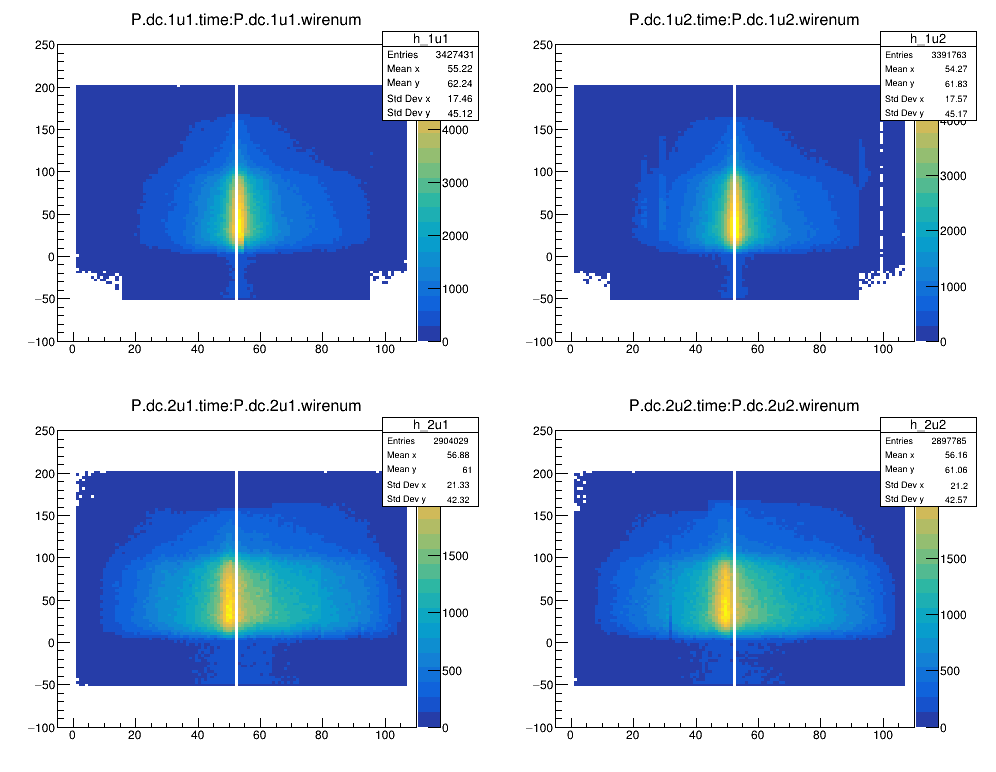 P.dc.1u1.time:P.dc.1u1.wirenum
h_1u1
Entries 3427431
Mean x 55.22
Mean y 62.24
Std Dev x 17.46
Std Dev y 45.12
250
200
150
100
50
0
−50
−100
0 20 40 60 80 100
4000
3000
2000
1000
0
P.dc.1u2.time:P.dc.1u2.wirenum
h_1u2
Entries 3391763
Mean x 54.27
Mean y 61.83
Std Dev x 17.57
Std Dev y 45.17
250
200
150
100
50
0
−50
−100
0 20 40 60 80 100
4000
3000
2000
1000
0
P.dc.2u1.time:P.dc.2u1.wirenum
h_2u1
Entries 2904029
Mean x 56.88
Mean y 61
Std Dev x 21.33
Std Dev y 42.32
250
200
150
100
50
0
−50
−100
0 20 40 60 80 100
1500
1000
500
0
P.dc.2u2.time:P.dc.2u2.wirenum
h_2u2
Entries 2897785
Mean x 56.16
Mean y 61.06
Std Dev x 21.2
Std Dev y 42.57
250
200
150
100
50
0
−50
−100
0 20 40 60 80 100
1500
1000
500
0